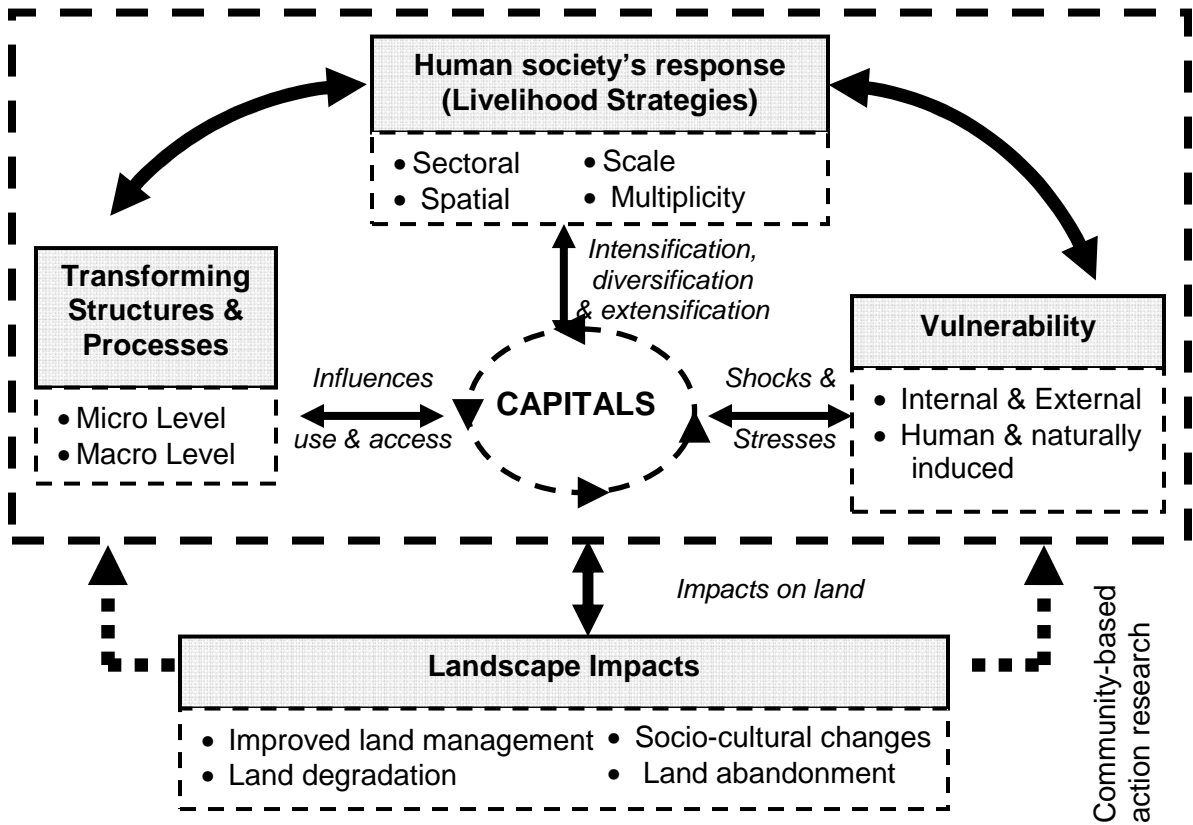 Human society’s response
(Livelihood Strategies)
• Sectoral
• Scale
• Spatial
• Multiplicity
Intensification,
diversification
& extensification
Transforming
Structures &
Processes
• Micro Level
• Macro Level
Influences
use & access
CAPITALS
Shocks &
Stresses
Vulnerability
• Internal & External
• Human & naturally
induced
Impacts on land
Landscape Impacts
• Improved land management
• Socio-cultural changes
• Land degradation
• Land abandonment
Community-based
action research